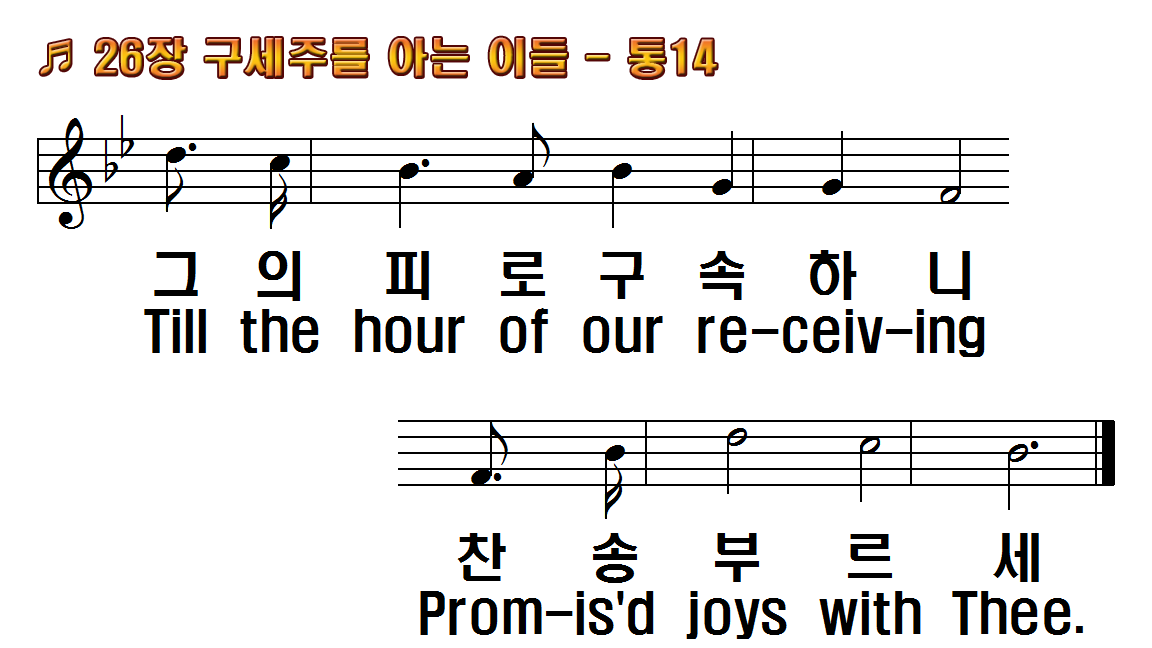 ♬ 26장 구세주를 아는 이들 - 통14
그 의 피 로 구 속 하 니
Till the hour of our re-ceiv-ing
찬 송 부 르 세
Prom-is'd joys with Thee.